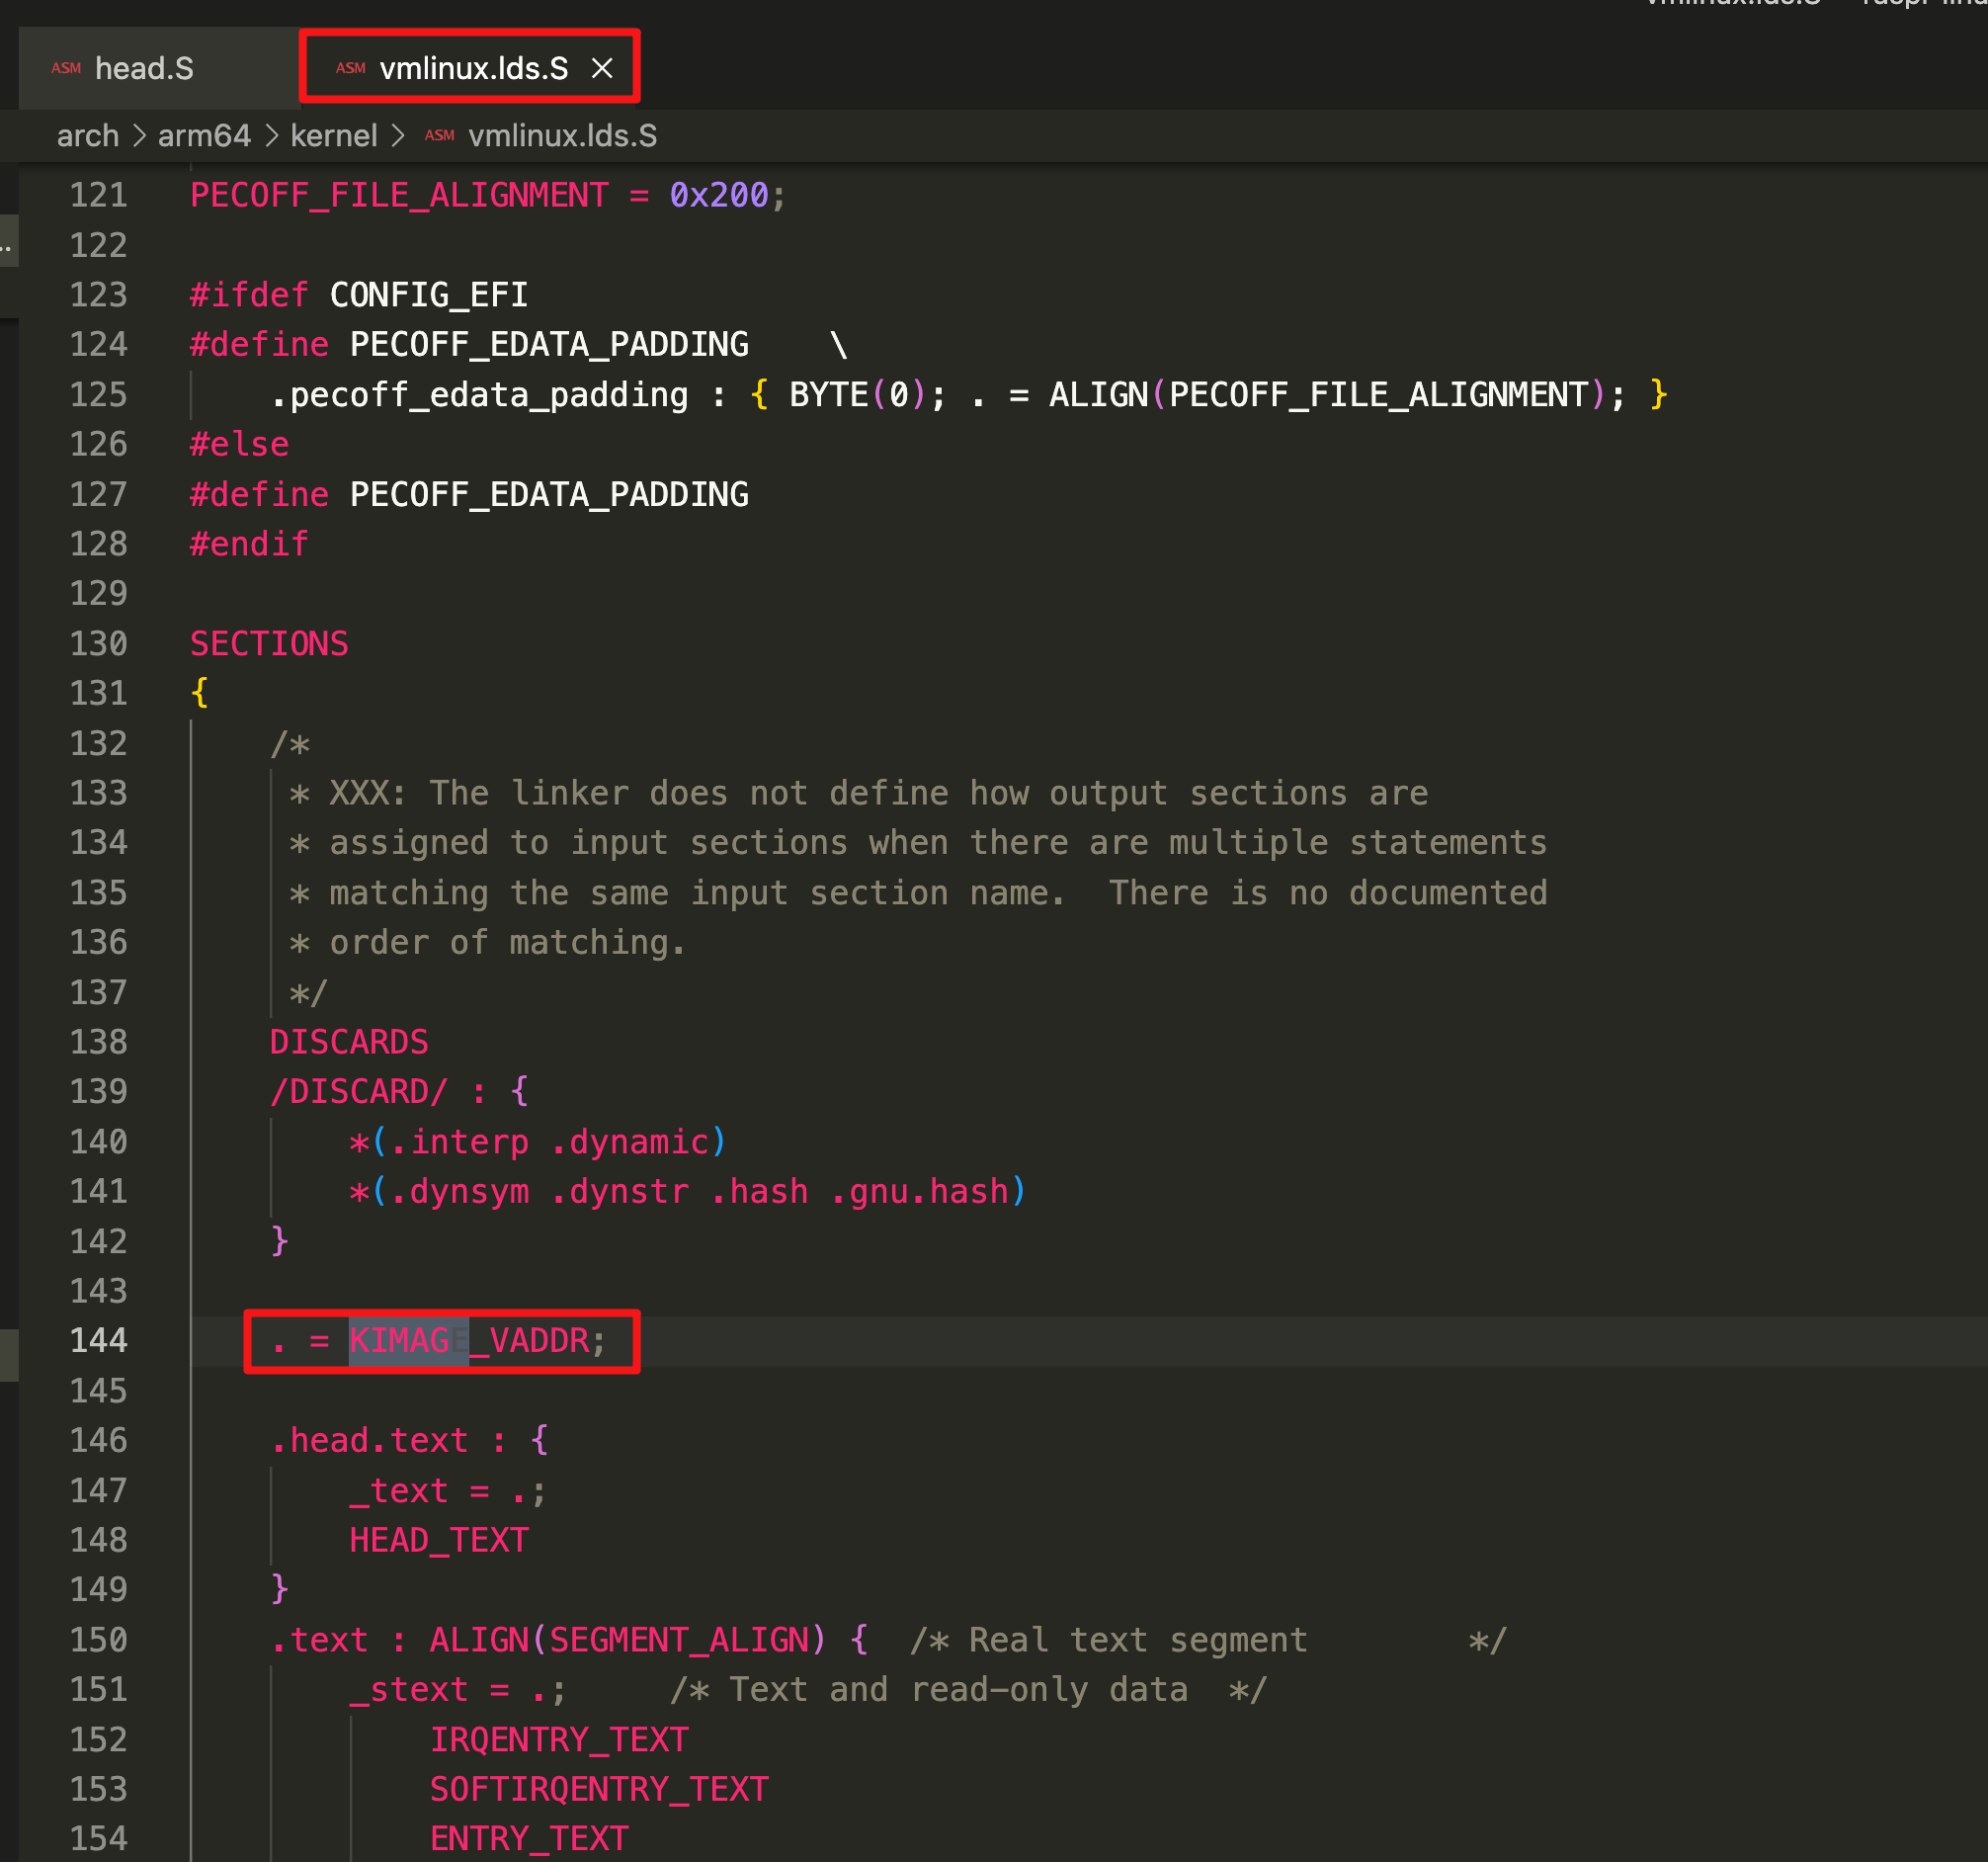 ASM head.S ASM vmlinux.lds.S ×
arch > arm64 > kernel > ASM vmlinux.lds.S
121 PECOFF_FILE_ALIGNMENT = 0x200;
122
123 #ifdef CONFIG_EFI
124 #define PECOFF_EDATA_PADDING \
125 .pecoff_edata_padding : { BYTE(0); . = ALIGN(PECOFF_FILE_ALIGNMENT); }
126 #else
127 #define PECOFF_EDATA_PADDING
128 #endif
129
130 SECTIONS
131 {
132 /*
133 * XXX: The linker does not define how output sections are
134 * assigned to input sections when there are multiple statements
135 * matching the same input section name.  There is no documented
136 * order of matching.
137 */
138 DISCARDS
139 /DISCARD/ : {
140 *(.interp .dynamic)
141 *(.dynsym .dynstr .hash .gnu.hash)
142 }
143
144 . = KIMAGE_VADDR;
145
146 .head.text : {
147 _text = .;
148 HEAD_TEXT
149 }
150 .text : ALIGN(SEGMENT_ALIGN) { /* Real text segment */
151 _stext = .; /* Text and read-only data */
152 IRQENTRY_TEXT
153 SOFTIRQENTRY_TEXT
154 ENTRY_TEXT